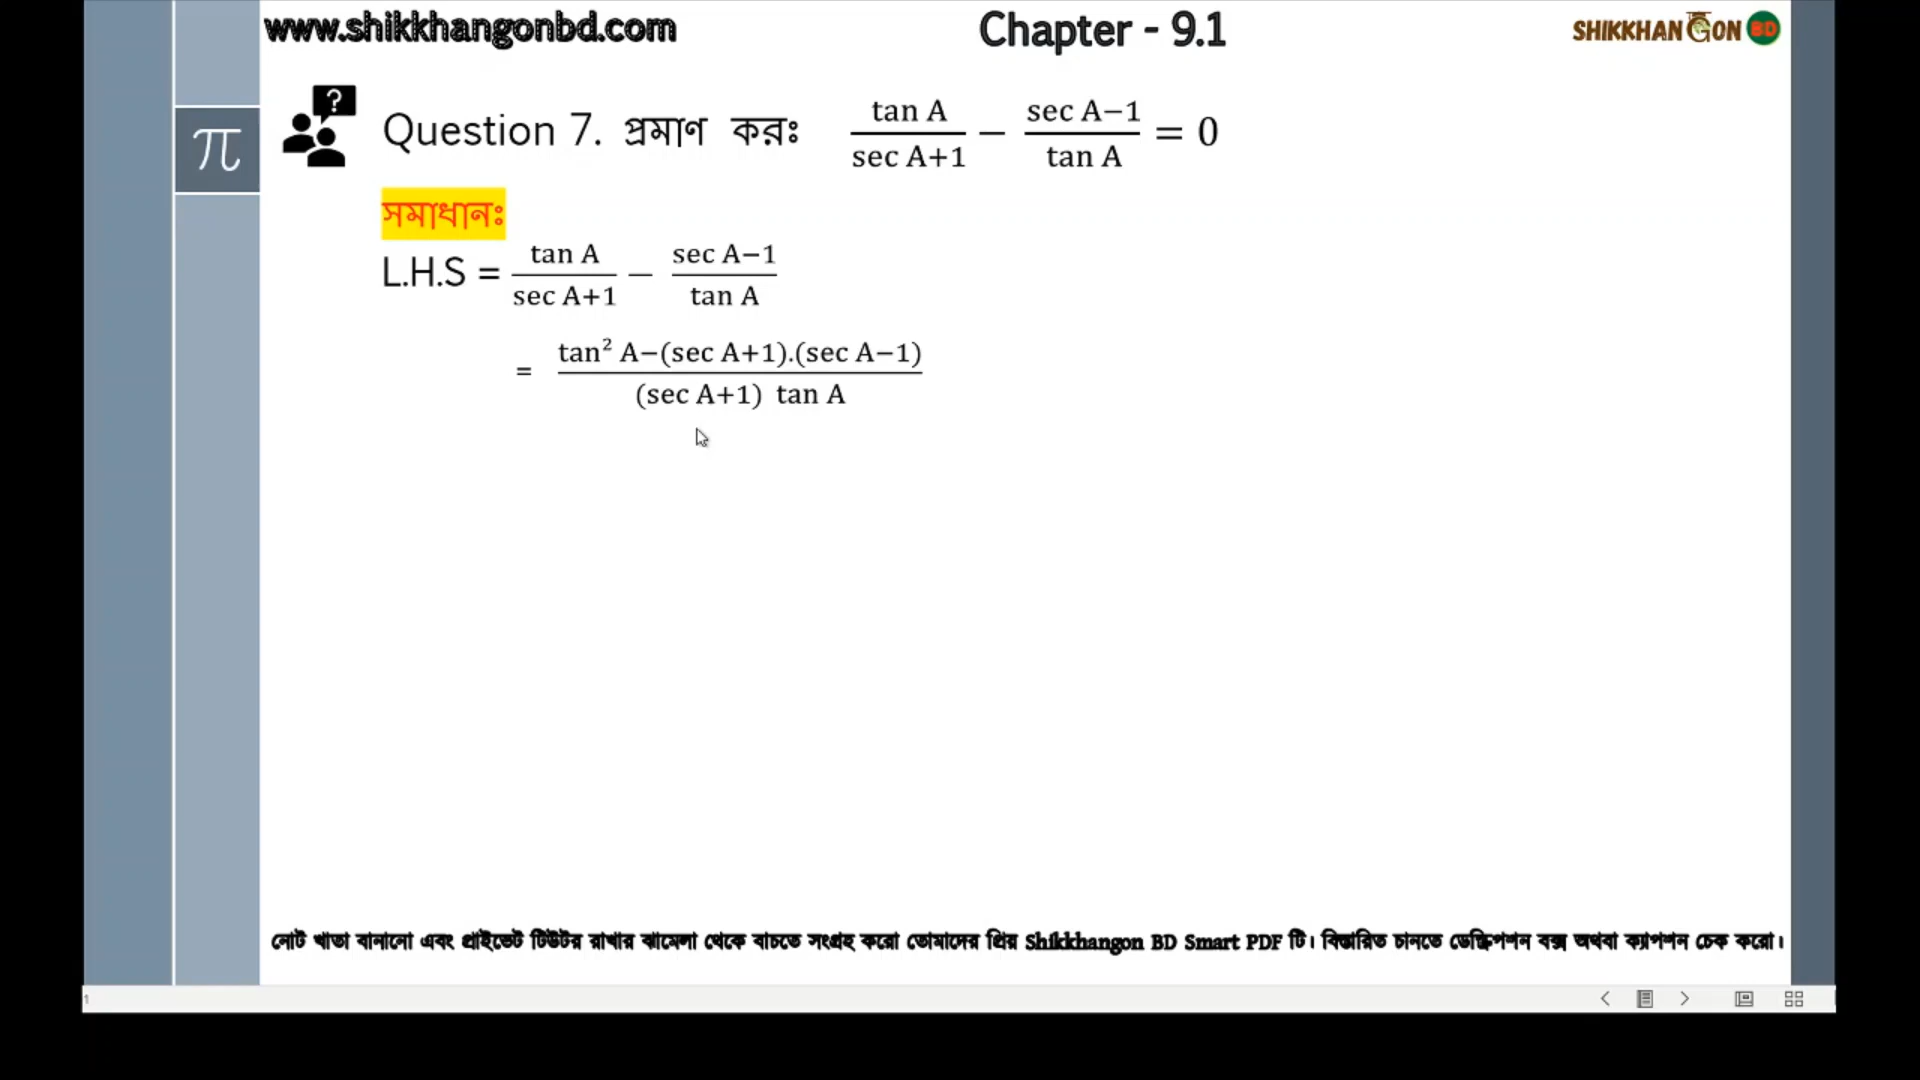 www.shikkhangonbd.com
Chapter - 9.1
SHIKKHANGON BD
?
π
Question 7. প্রমাণ করঃ tan A / sec A+1 − sec A−1 / tan A = 0
সমাধানঃ
L.H.S = tan A / sec A+1 − sec A−1 / tan A
= tan² A−(sec A+1).(sec A−1) / (sec A+1) tan A
নোট খাতা বানানো এবং প্রাইভেট টিউটর রাখার ঝামেলা থেকে বাচতে সংগ্রহ করো তোমাদের প্রিয় Shikkhangon BD Smart PDF টি। বিস্তারিত চানতে ডেস্ক্রিপশন বক্স অথবা ক্যাপশন চেক করো।
1